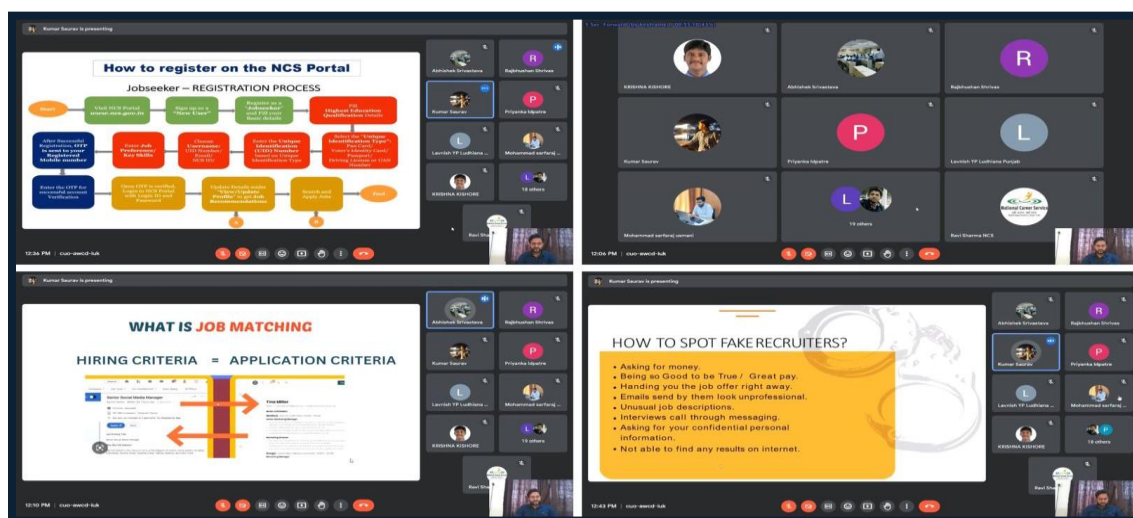 Kumar Saurav is presenting
How to register on the NCS Portal
Jobseeker – REGISTRATION PROCESS
Start
Visit NCS Portal
www.ncs.gov.in
Sign up as a
"New User"
Register as a
"Jobseeker"
and Fill your
Basic details
Fill
Highest Education
Qualification Details
After Successful
Registration, OTP
is sent to your
Registered
Mobile number
Enter Job
Preference/
Key Skills
Choose
Username:
UID Number/
Email/
NCS ID/
Enter the Unique
Identification
(UID) Number
based on Unique
Identification Type
Select the "Unique
Identification Type":
Pan Card/
Voter's Identity Card/
Passport/
Driving License or UAN
Number
Enter the OTP for
successful account
Verification
Once OTP is verified,
Login to NCS Portal
with Login ID and
Password
Update Details under
"View/Update
Profile" to get Job
Recommendations
Search and
Apply Jobs
End
Abhishek Srivastava
R
Rajbhushan Shrivas
Kumar Saurav
P
Priyanka Idpatre
L
Lavnish YP Ludhiana ...
Mohammad sarfaraj ...
KRISHNA KISHORE
L
18 others
Ravi Sha
12:36 PM | cuo-awcd-iuk
KRISHNA KISHORE
Abhishek Srivastava
R
Rajbhushan Shrivas
Kumar Saurav
P
Priyanka Idpatre
L
Lavnish YP Ludhiana Punjab
Mohammad sarfaraj usmani
L
19 others
National Career Service
Ravi Sharma NCS
12:06 PM | cuo-awcd-iuk
Kumar Saurav is presenting
WHAT IS JOB MATCHING
HIRING CRITERIA = APPLICATION CRITERIA
Senior Social Media Manager
Abhishek Srivastava
R
Rajbhushan Shrivas
Kumar Saurav
P
Priyanka Idpatre
L
Lavnish YP Ludhiana ...
Mohammad sarfaraj ...
KRISHNA KISHORE
L
19 others
Ravi Sha
12:10 PM | cuo-awcd-iuk
Kumar Saurav is presenting
HOW TO SPOT FAKE RECRUITERS?
• Asking for money.
• Being so Good to be True / Great pay.
• Handing you the job offer right away.
• Emails send by them look unprofessional.
• Unusual job descriptions.
• Interviews call through messaging.
• Asking for your confidential personal
information.
• Not able to find any results on internet.
Abhishek Srivastava
R
Rajbhushan Shrivas
Kumar Saurav
P
Priyanka Idpatre
L
Lavnish YP Ludhiana ...
Mohammad sarfaraj ...
KRISHNA KISHORE
P
18 others
Ravi Sha
12:43 PM | cuo-awcd-iuk